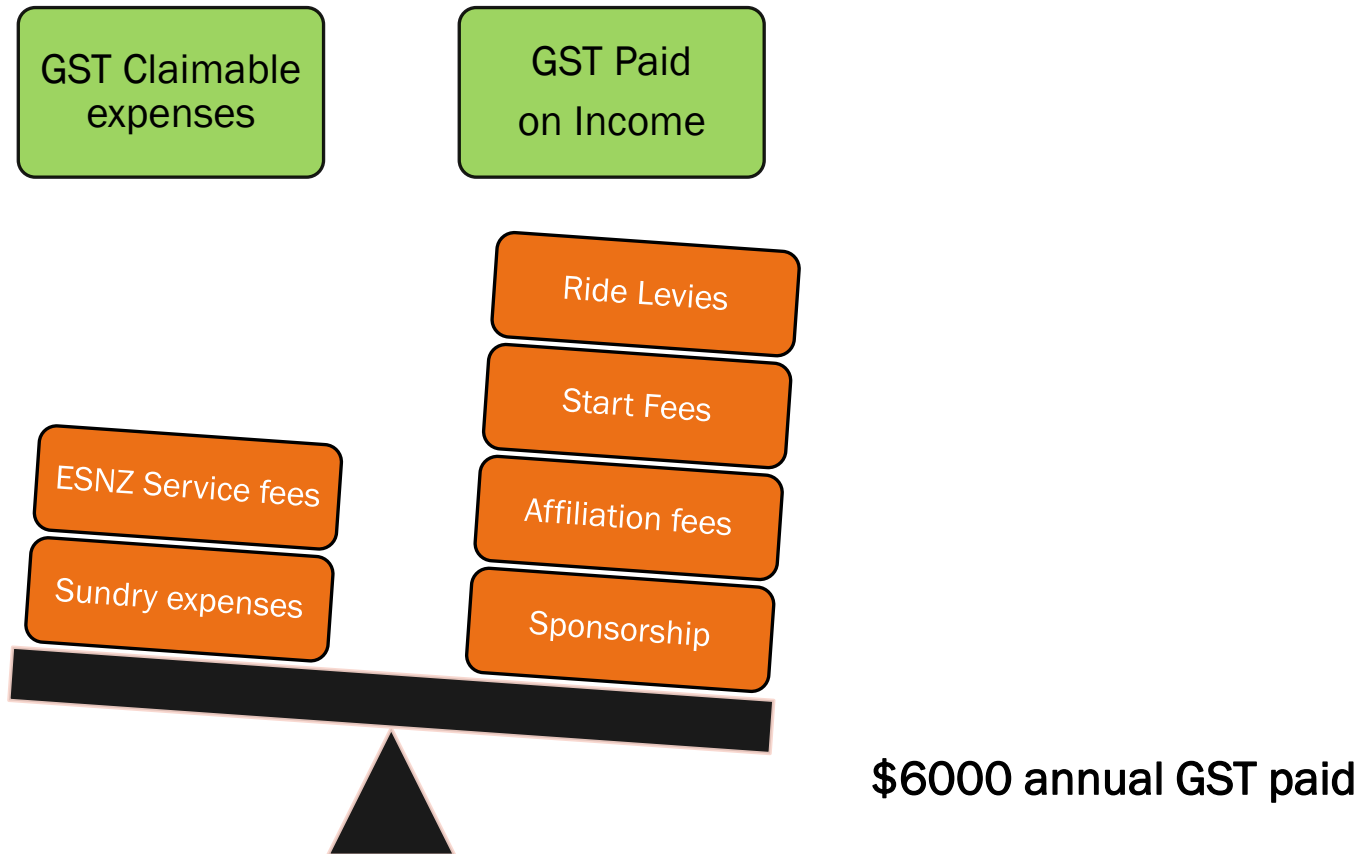 GST Claimable
expenses
GST Paid
on Income
Ride Levies
Start Fees
ESNZ Service fees
Affiliation fees
Sundry expenses
Sponsorship
$6000 annual GST paid